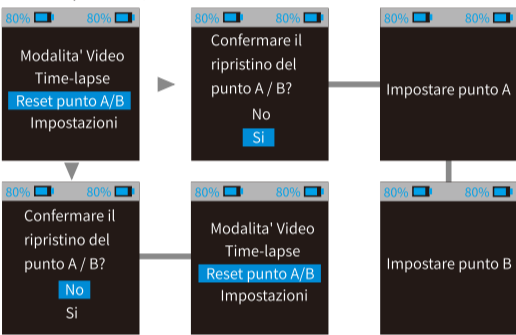 80% 80%
Modalita' Video
Time-lapse
Reset punto A/B
Impostazioni
80% 80%
Confermare il
ripristino del
punto A / B?
No
Si
80% 80%
Impostare punto A
80% 80%
Confermare il
ripristino del
punto A / B?
No
Si
80% 80%
Modalita' Video
Time-lapse
Reset punto A/B
Impostazioni
80% 80%
Impostare punto B